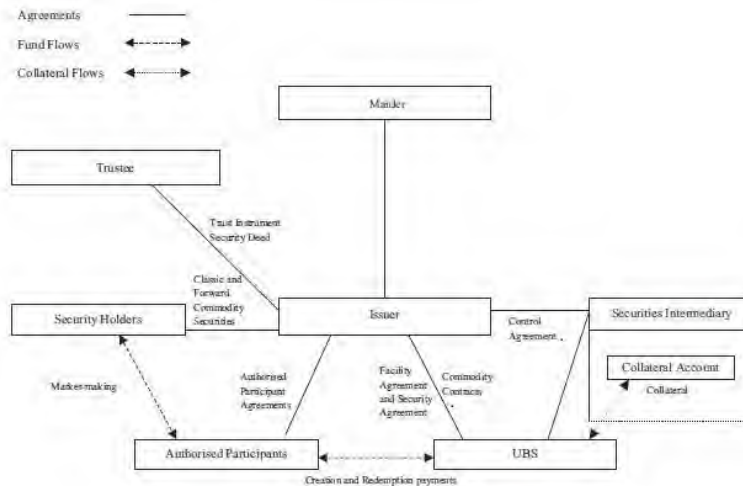 Agreements
Fund Flows
Collateral Flows
Manler
Trustee
Trust Instrument
Security Deed
Classic and
Forward
Commodity
Securities
Security Holders
Issuer
Control
Agreement
Securities Intermediary
Collateral Account
Collateral
Market-making
Authorised
Participant
Agreements
Facility
Agreement
and Security
Agreement
Commodity
Contracts
Authorised Participants
UBS
Creation and Redemption payments